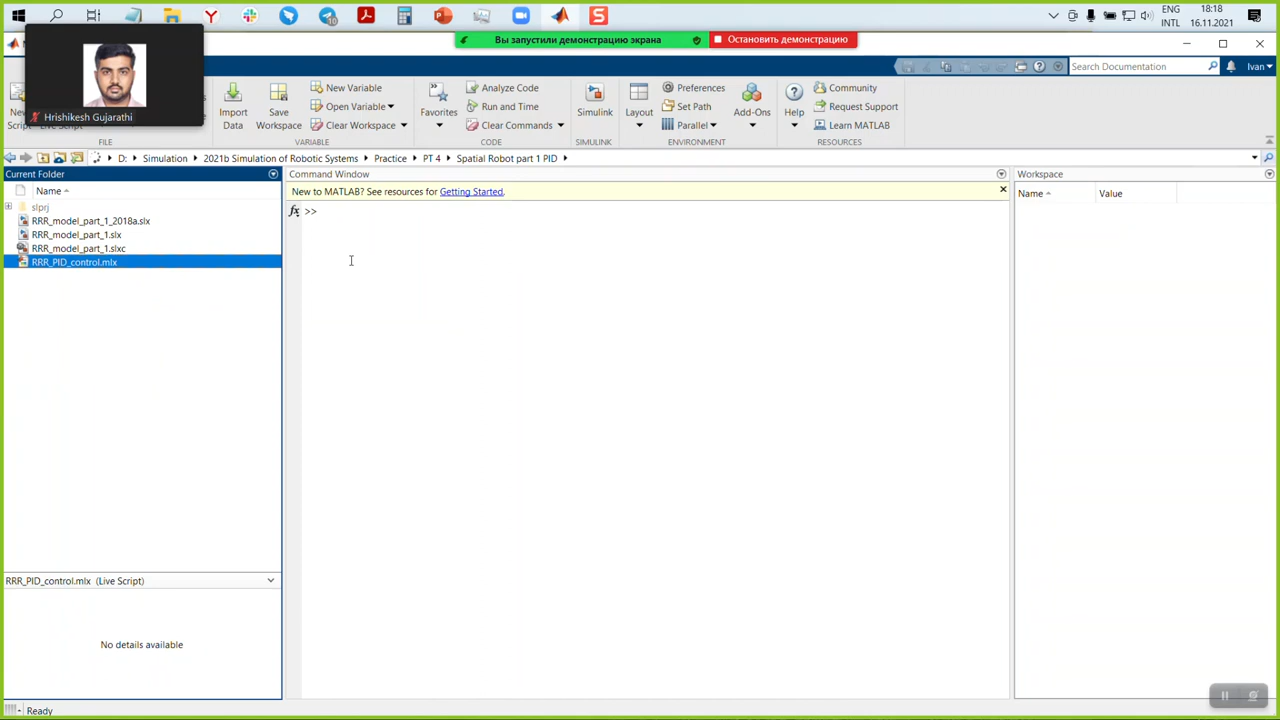 10
ENG
INTL
18:18
16.11.2021
Вы запустили демонстрацию экрана
Остановить демонстрацию
Hrishikesh Gujarathi
Search Documentation
Ivan
New
Script
Import
Data
Save
Workspace
New Variable
Open Variable
Clear Workspace
Favorites
Analyze Code
Run and Time
Clear Commands
Simulink
Layout
Preferences
Set Path
Parallel
Add-Ons
Help
Community
Request Support
Learn MATLAB
FILE
VARIABLE
CODE
SIMULINK
ENVIRONMENT
RESOURCES
D: Simulation 2021b Simulation of Robotic Systems Practice PT 4 Spatial Robot part 1 PID
Current Folder
Name
slprj
RRR_model_part_1_2018a.slx
RRR_model_part_1.slx
RRR_model_part_1.slxc
RRR_PID_control.mlx
RRR_PID_control.mlx (Live Script)
No details available
Command Window
New to MATLAB? See resources for Getting Started.
fx >>
Workspace
Name Value
Ready